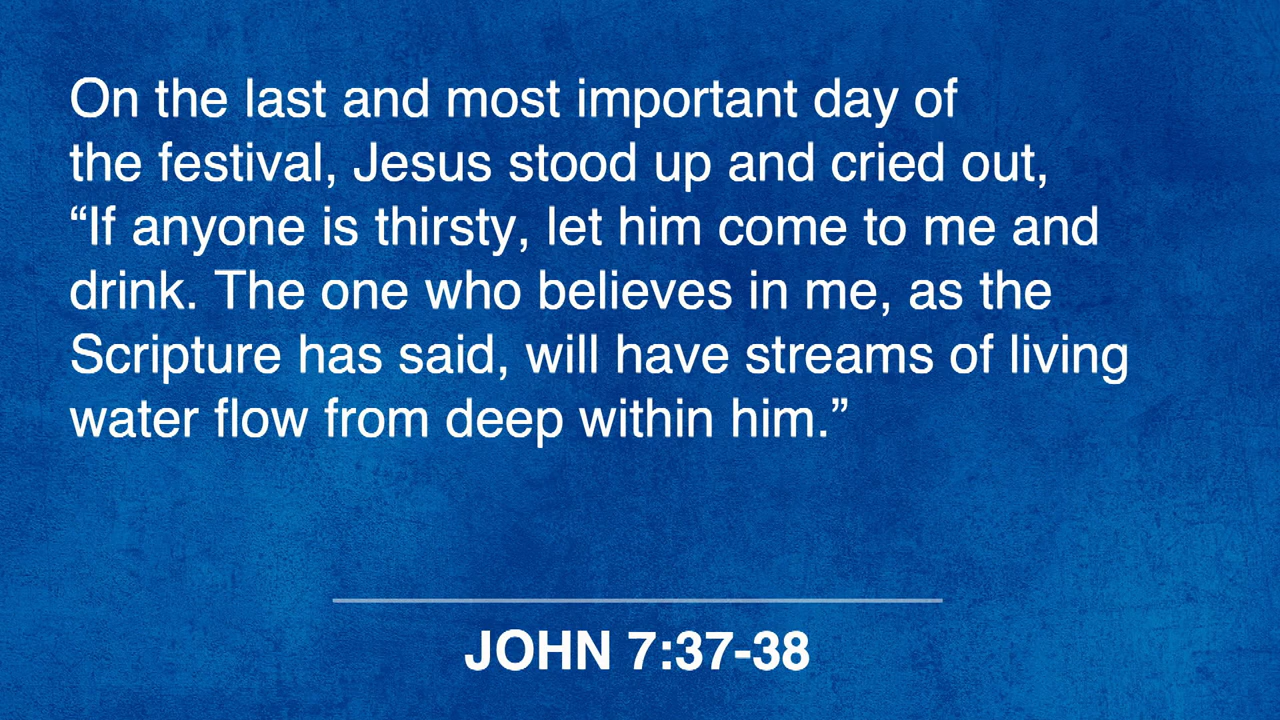 On the last and most important day of
the festival, Jesus stood up and cried out,
“If anyone is thirsty, let him come to me and
drink. The one who believes in me, as the
Scripture has said, will have streams of living
water flow from deep within him.”
JOHN 7:37-38